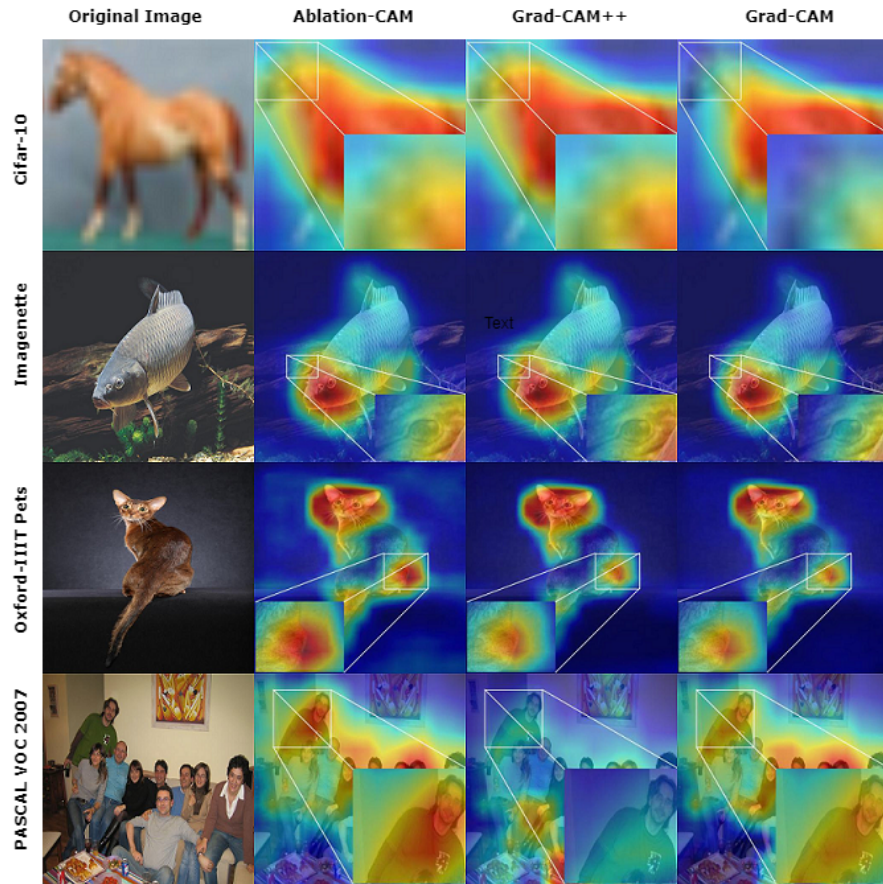 Original Image
Ablation-CAM
Grad-CAM++
Grad-CAM
Cifar-10
Imagenette
Text
Oxford-IIIT Pets
PASCAL VOC 2007